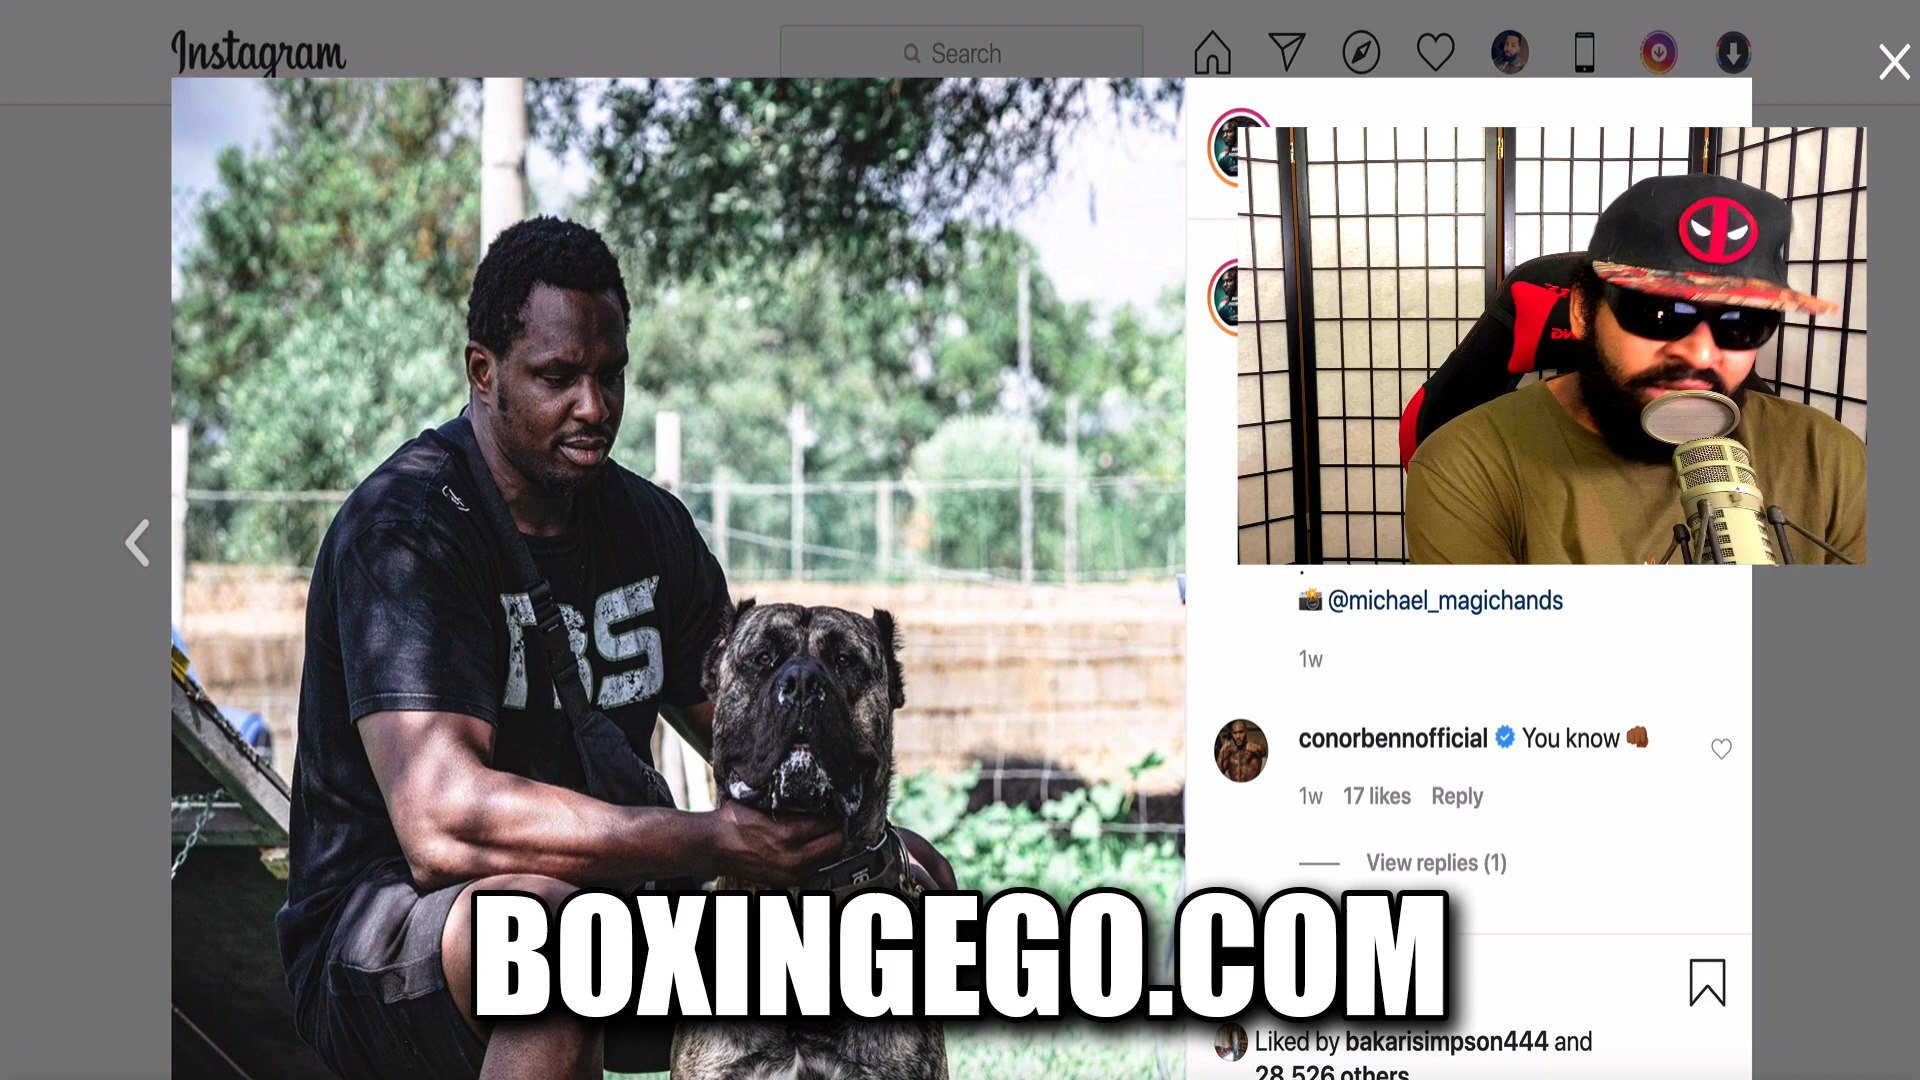 Instagram
Search
@michael_magichands
1w
conorbennofficial You know
1w 17 likes Reply
View replies (1)
BOXINGEGO.COM
Liked by bakarisimpson444 and
28,526 others